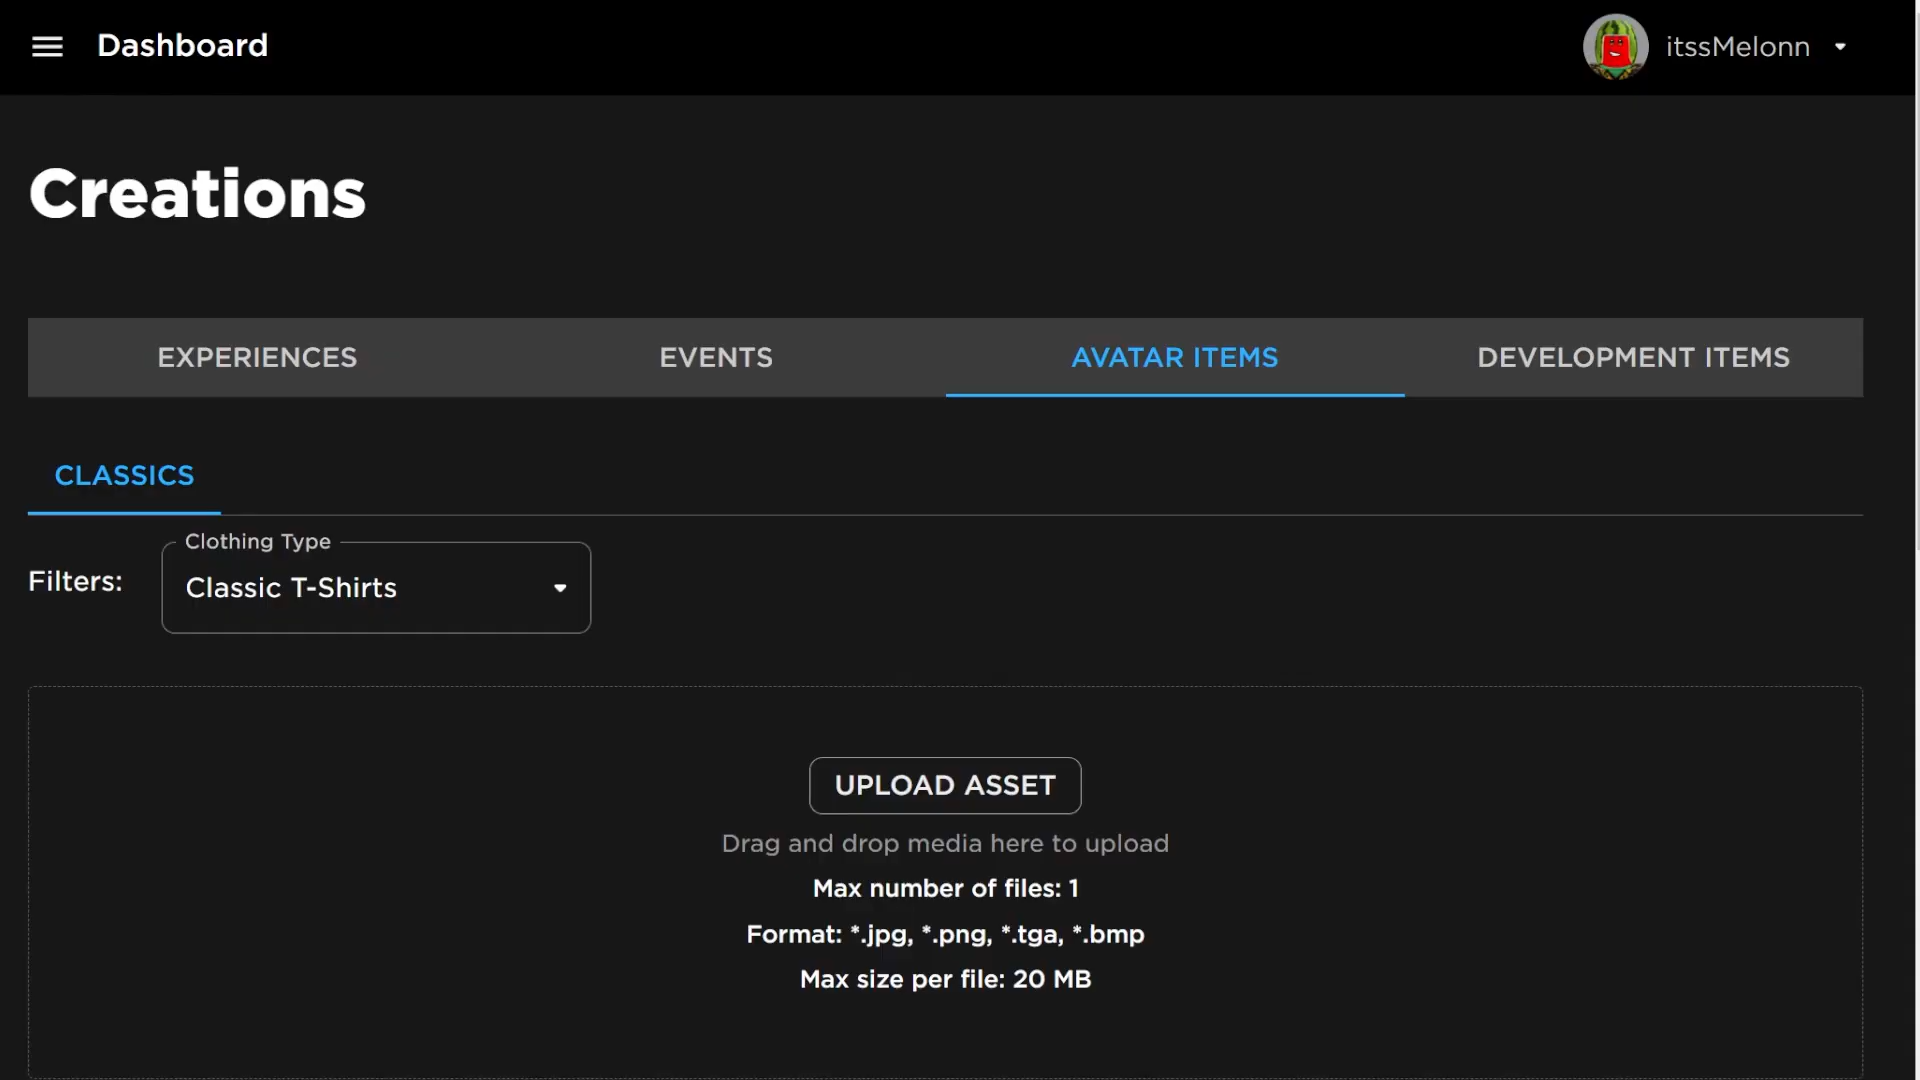 Dashboard
itssMelonn
Creations
EXPERIENCES
EVENTS
AVATAR ITEMS
DEVELOPMENT ITEMS
CLASSICS
Filters:
Clothing Type
Classic T-Shirts
UPLOAD ASSET
Drag and drop media here to upload
Max number of files: 1
Format: *.jpg, *.png, *.tga, *.bmp
Max size per file: 20 MB